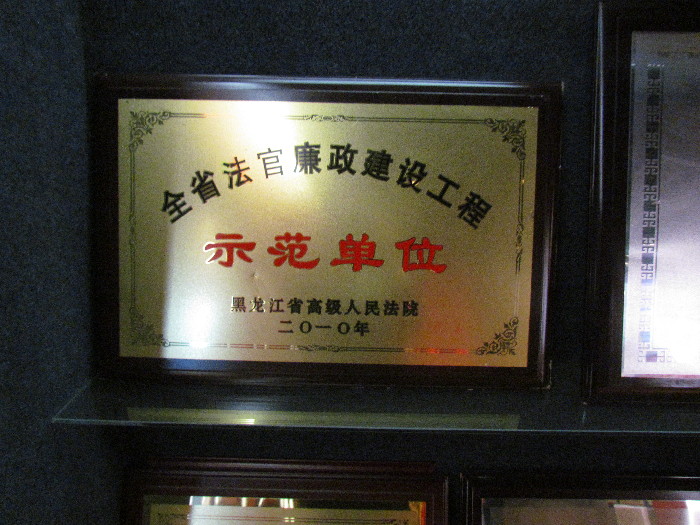 全省法官廉政建设工程
示范单位
黑龙江省高级人民法院
二〇一〇年